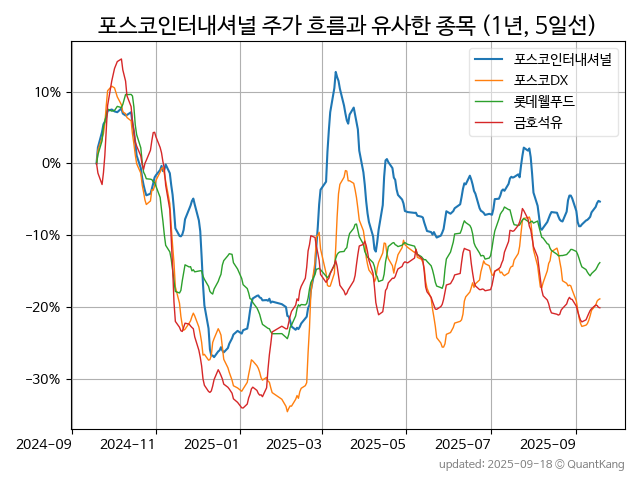 포스코인터내셔널 주가 흐름과 유사한 종목 (1년, 5일선)
포스코인터내셔널
포스코DX
롯데웰푸드
금호석유
10%
0%
−10%
−20%
−30%
2024-09 2024-11 2025-01 2025-03 2025-05 2025-07 2025-09
updated: 2025-09-18 ⓒ QuantKang